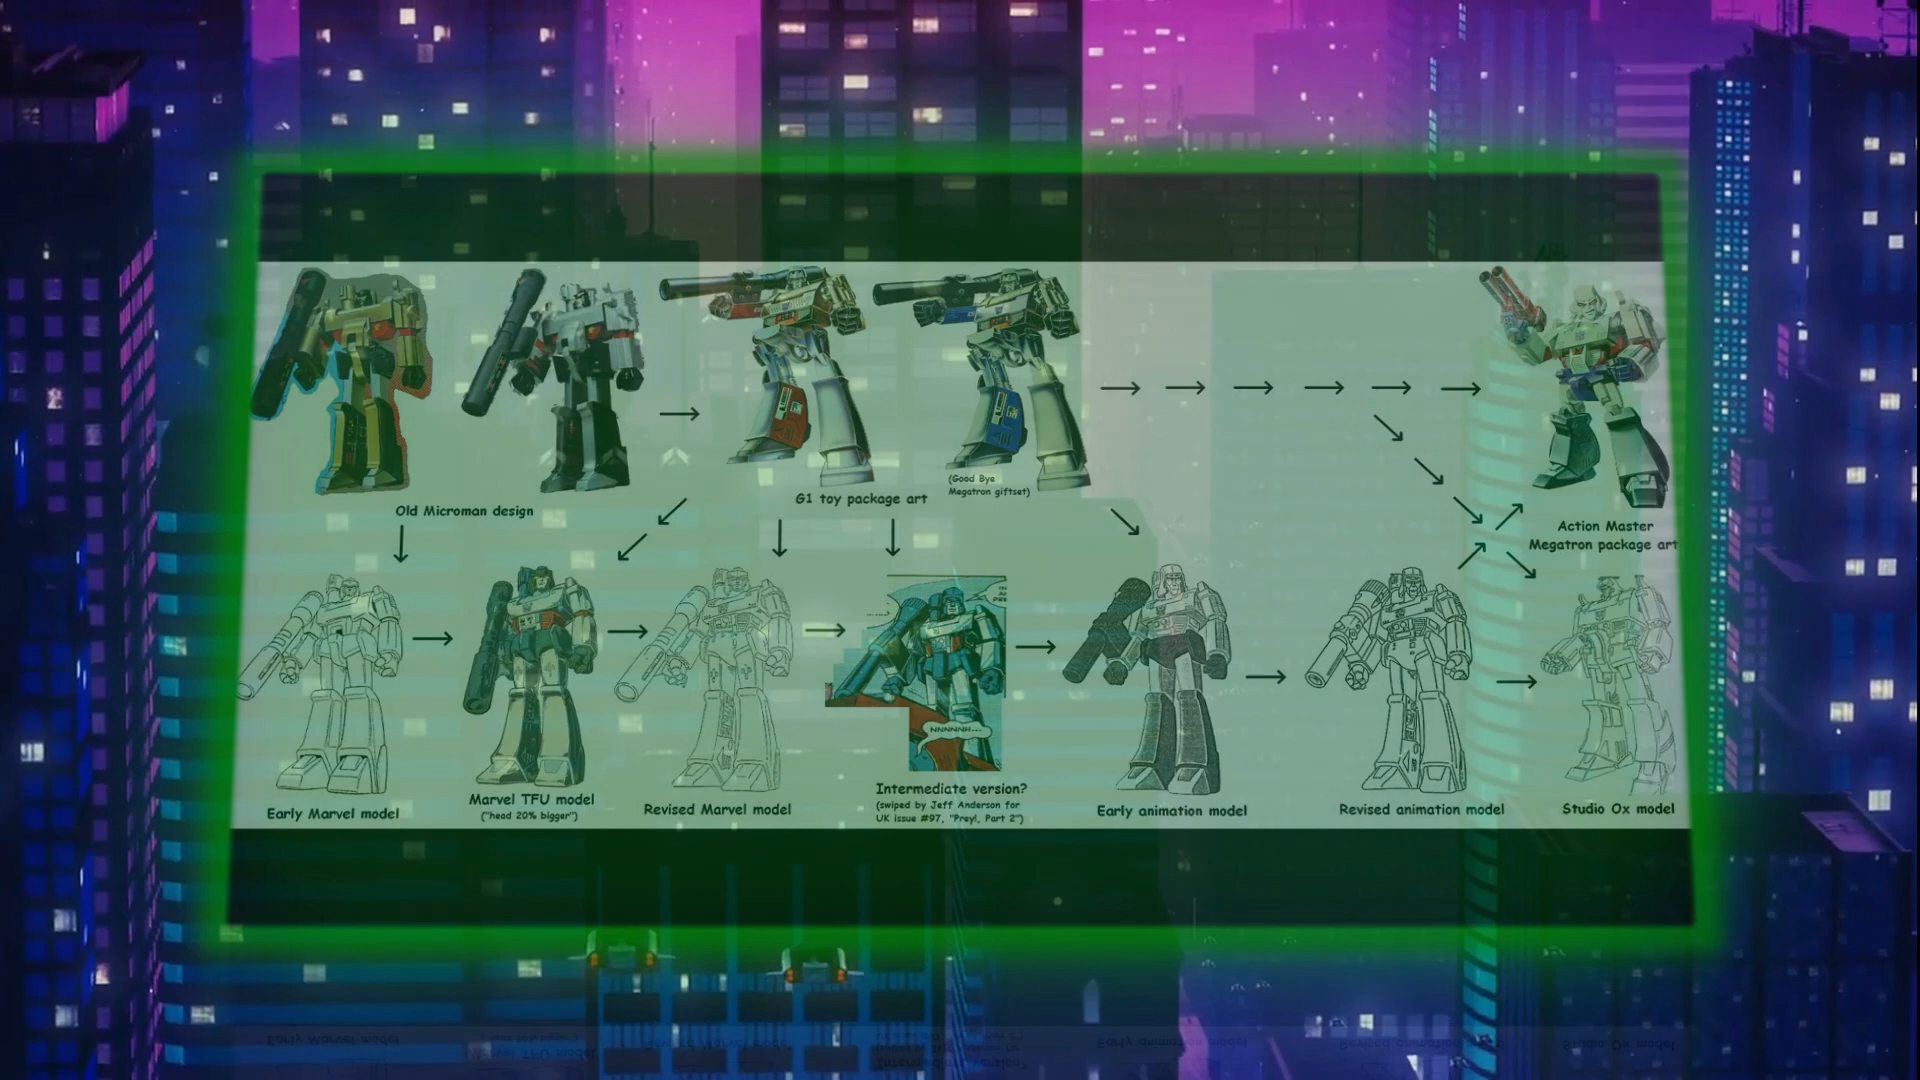 Old Microman design
G1 toy package art
(Good Bye
Megatron giftset)
Action Master
Megatron package art
NNNNNH...
Early Marvel model
Marvel TFU model
("head 20% bigger")
Revised Marvel model
Intermediate version?
(swiped by Jeff Anderson for
UK issue #97, "Prey!, Part 2")
Early animation model
Revised animation model
Studio Ox model